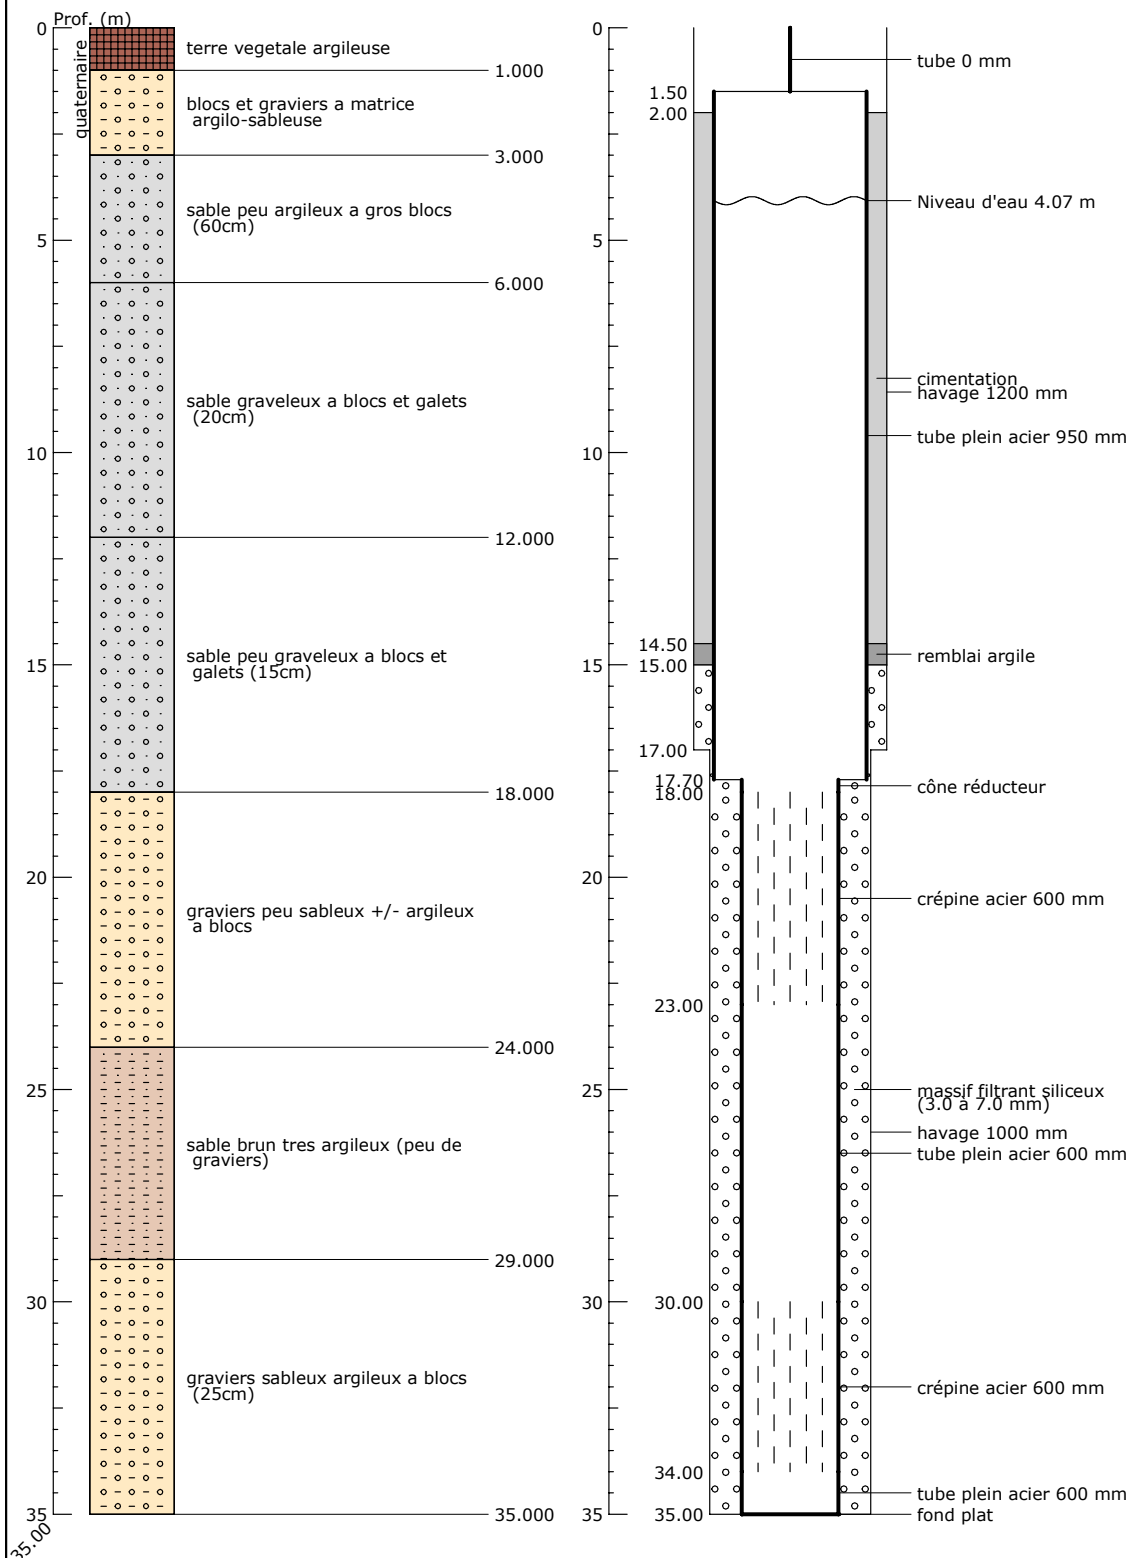 Prof. (m)
0
5
10
15
20
25
30
35
35.00
quaternaire
terre vegetale argileuse
1.000
blocs et graviers a matrice
argilo-sableuse
3.000
sable peu argileux a gros blocs
(60cm)
6.000
sable graveleux a blocs et galets
(20cm)
12.000
sable peu graveleux a blocs et
galets (15cm)
18.000
graviers peu sableux +/- argileux
a blocs
24.000
sable brun tres argileux (peu de
graviers)
29.000
graviers sableux argileux a blocs
(25cm)
35.000
0
5
10
15
20
25
30
35
1.50
2.00
14.50
15.00
17.00
17.70
18.00
23.00
30.00
34.00
35.00
tube 0 mm
Niveau d'eau 4.07 m
cimentation
havage 1200 mm
tube plein acier 950 mm
remblai argile
cône réducteur
crépine acier 600 mm
massif filtrant siliceux
(3.0 à 7.0 mm)
havage 1000 mm
tube plein acier 600 mm
crépine acier 600 mm
tube plein acier 600 mm
fond plat